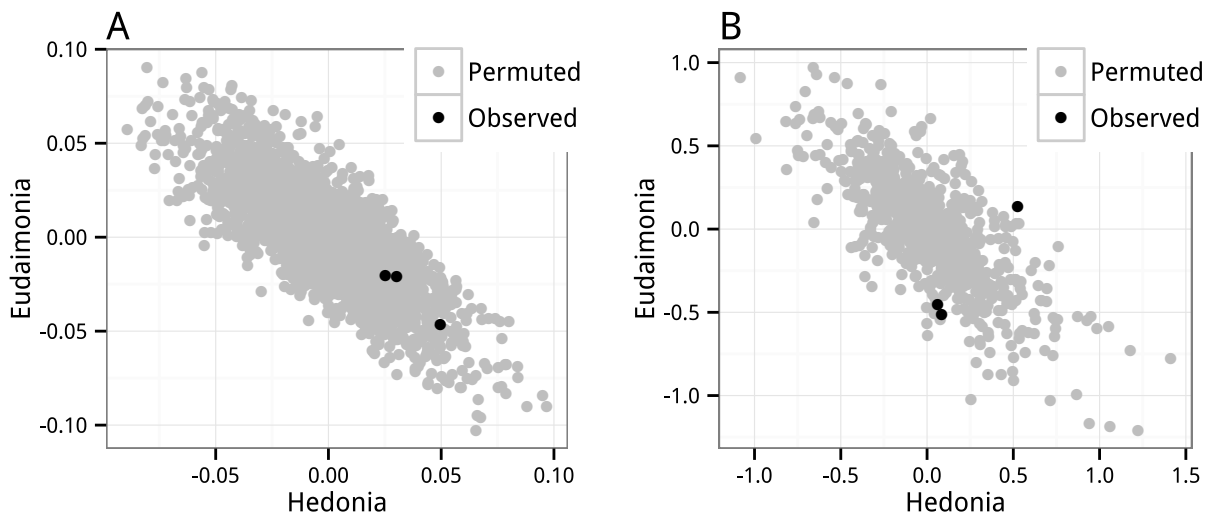 A
0.10
0.05
0.00
-0.05
-0.10
Eudaimonia
-0.05 0.00 0.05 0.10
Hedonia
Permuted
Observed
B
1.0
0.5
0.0
-0.5
-1.0
Eudaimonia
-1.0 -0.5 0.0 0.5 1.0 1.5
Hedonia
Permuted
Observed